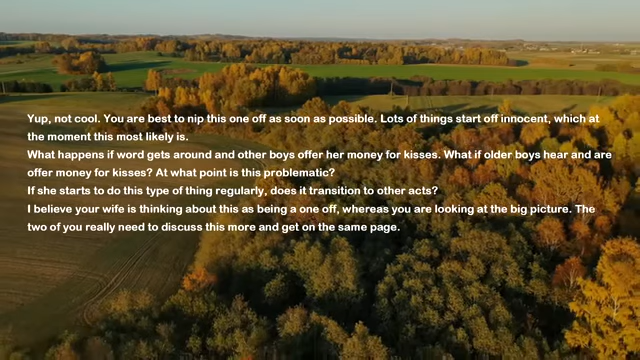 Yup, not cool. You are best to nip this one off as soon as possible. Lots of things start off innocent, which at
the moment this most likely is.
What happens if word gets around and other boys offer her money for kisses. What if older boys hear and are
offer money for kisses? At what point is this problematic?
If she starts to do this type of thing regularly, does it transition to other acts?
I believe your wife is thinking about this as being a one off, whereas you are looking at the big picture. The
two of you really need to discuss this more and get on the same page.